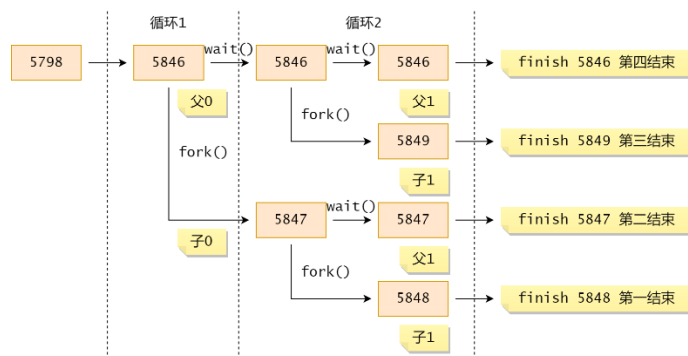 循环1
循环2
5798
5846
wait()
5846
wait()
5846
finish 5846 第四结束
父0
父1
fork()
fork()
5849
finish 5849 第三结束
子1
5847
wait()
5847
finish 5847 第二结束
子0
父1
fork()
5848
finish 5848 第一结束
子1